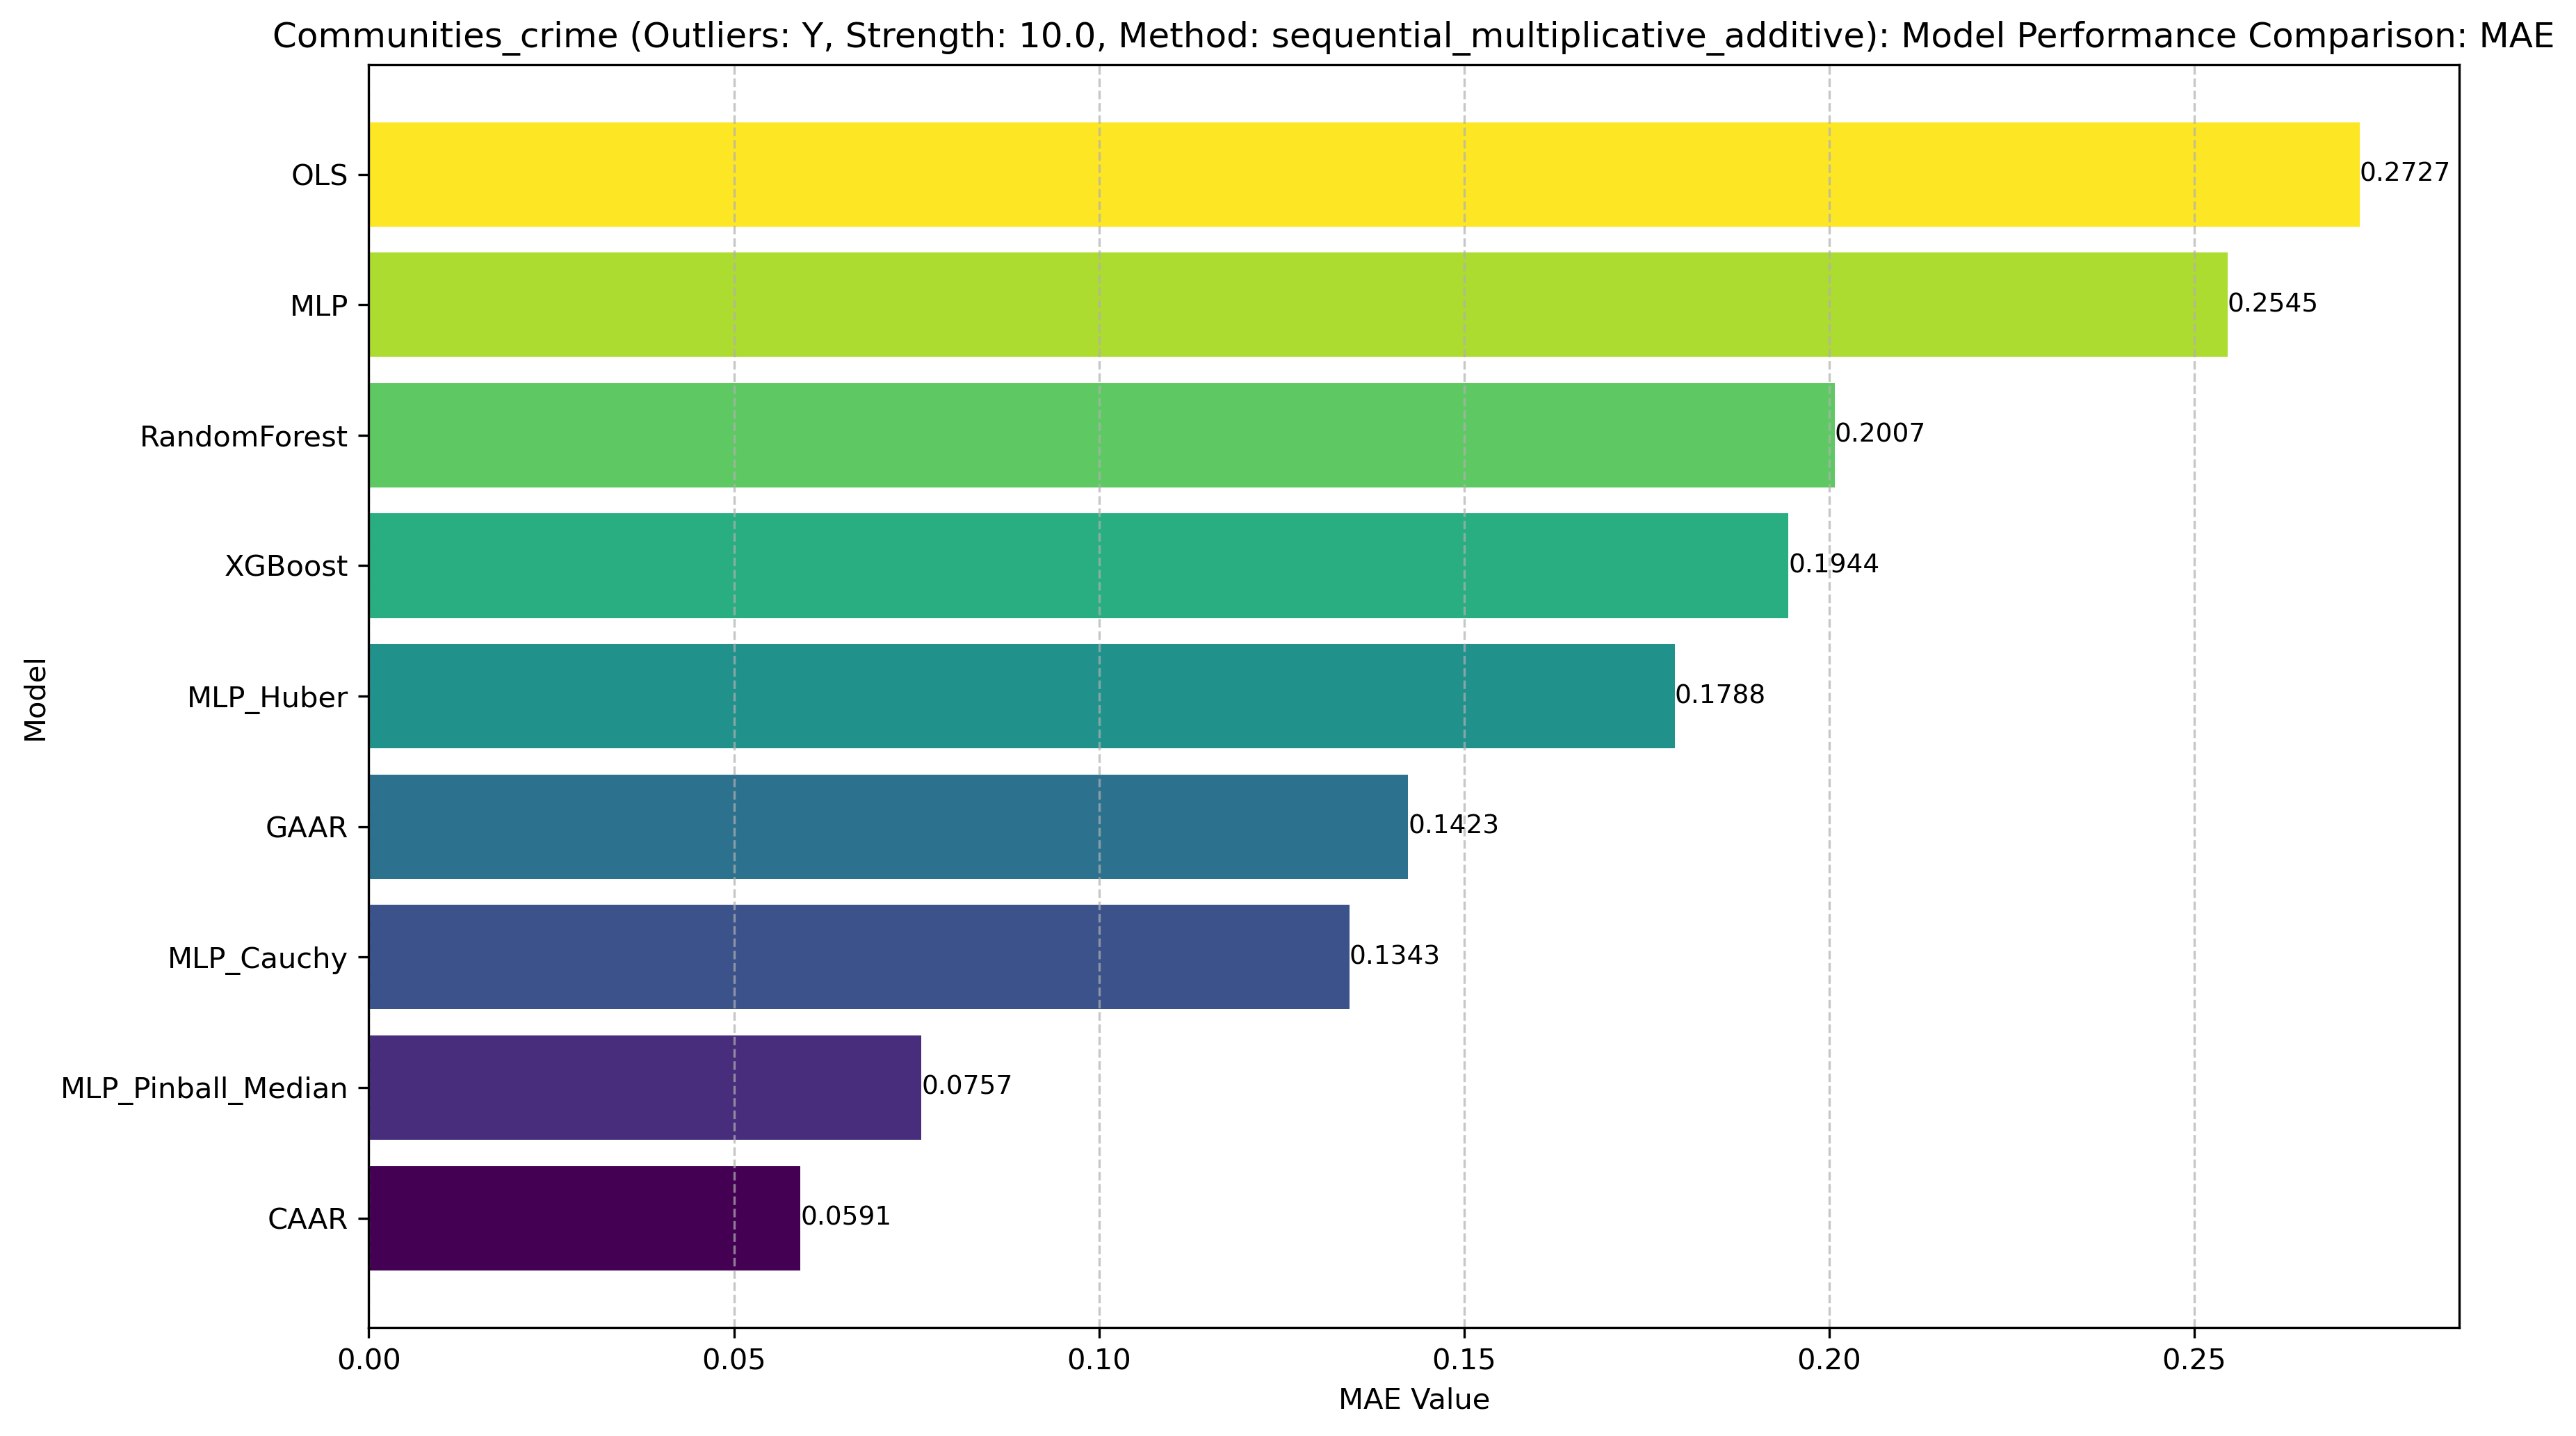 Communities_crime (Outliers: Y, Strength: 10.0, Method: sequential_multiplicative_additive): Model Performance Comparison: MAE
OLS 0.2727
MLP 0.2545
RandomForest 0.2007
XGBoost 0.1944
MLP_Huber 0.1788
GAAR 0.1423
MLP_Cauchy 0.1343
MLP_Pinball_Median 0.0757
CAAR 0.0591
Model
0.00 0.05 0.10 0.15 0.20 0.25
MAE Value